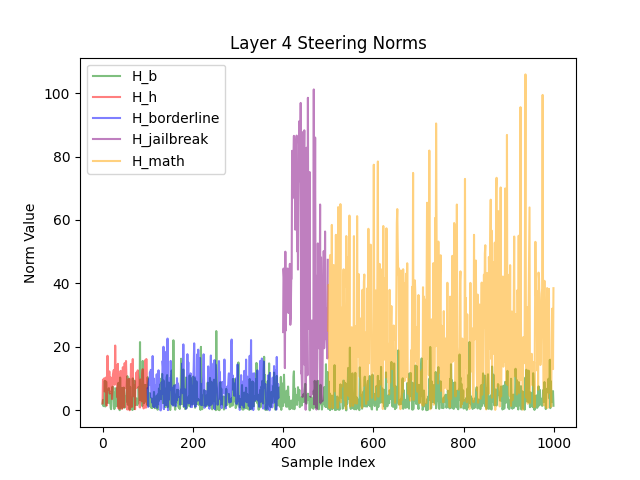 Layer 4 Steering Norms
H_b
H_h
H_borderline
H_jailbreak
H_math
Norm Value
100
80
60
40
20
0
0 200 400 600 800 1000
Sample Index